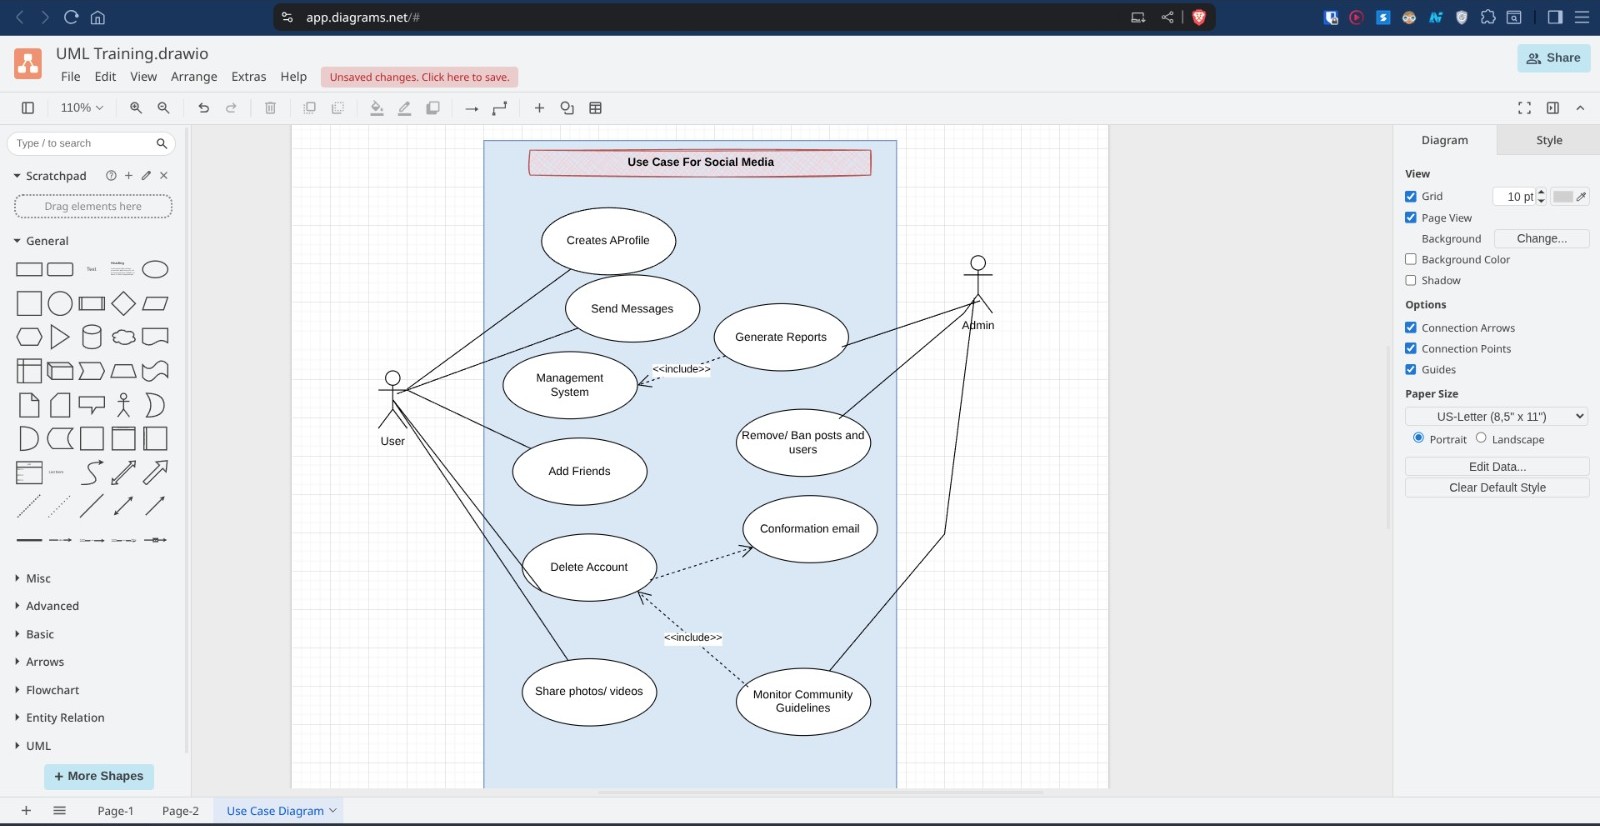 app.diagrams.net/#
UML Training.drawio
File Edit View Arrange Extras Help Unsaved changes. Click here to save.
Share
110%
Type / to search
Scratchpad
Drag elements here
General
Text
Heading
List Item
Misc
Advanced
Basic
Arrows
Flowchart
Entity Relation
UML
+ More Shapes
Use Case For Social Media
Creates AProfile
Send Messages
Generate Reports
<<include>>
Management
System
Admin
User
Remove/ Ban posts and
users
Add Friends
Conformation email
Delete Account
<<include>>
Share photos/ videos
Monitor Community
Guidelines
Diagram Style
View
Grid 10 pt
Page View
Background Change...
Background Color
Shadow
Options
Connection Arrows
Connection Points
Guides
Paper Size
US-Letter (8,5" x 11")
Portrait Landscape
Edit Data...
Clear Default Style
Page-1 Page-2 Use Case Diagram